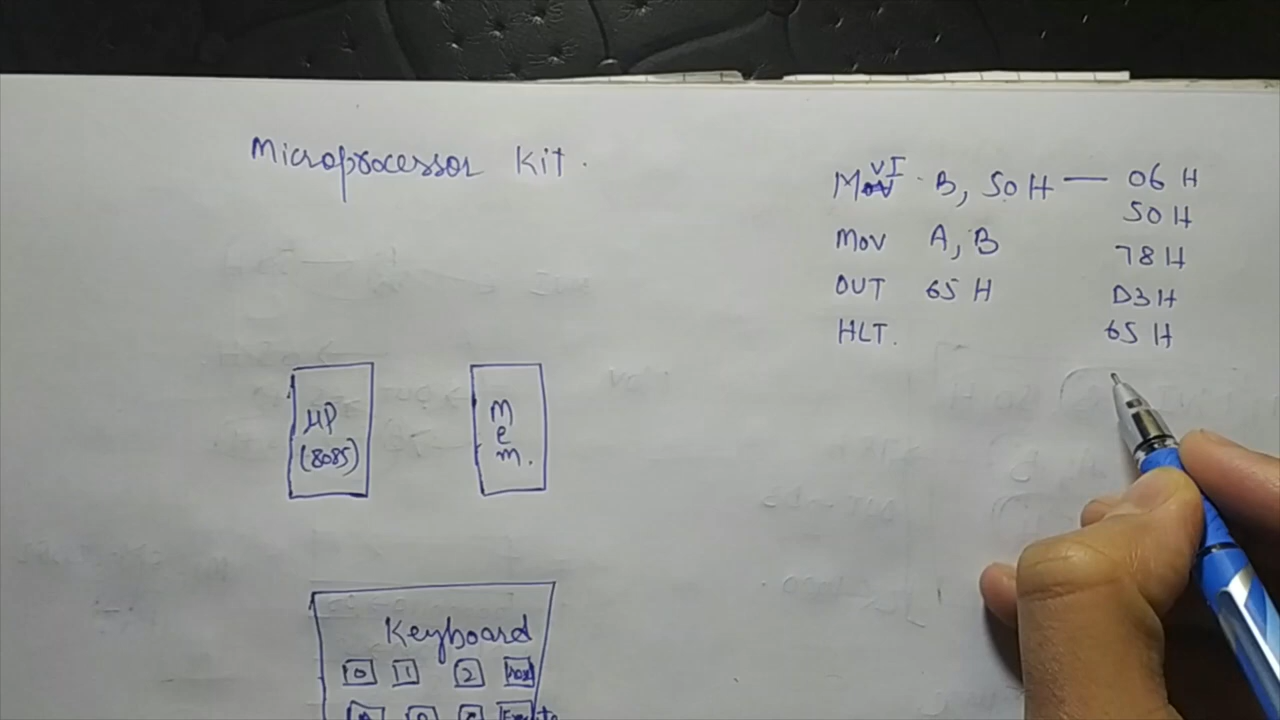 Microprocessor Kit.
MVI B, 50H — 06 H
50 H
MOV A, B 78 H
OUT 65 H D3 H
HLT. 65 H
μP
(8085)
Mem.
Keyboard
0 1 2